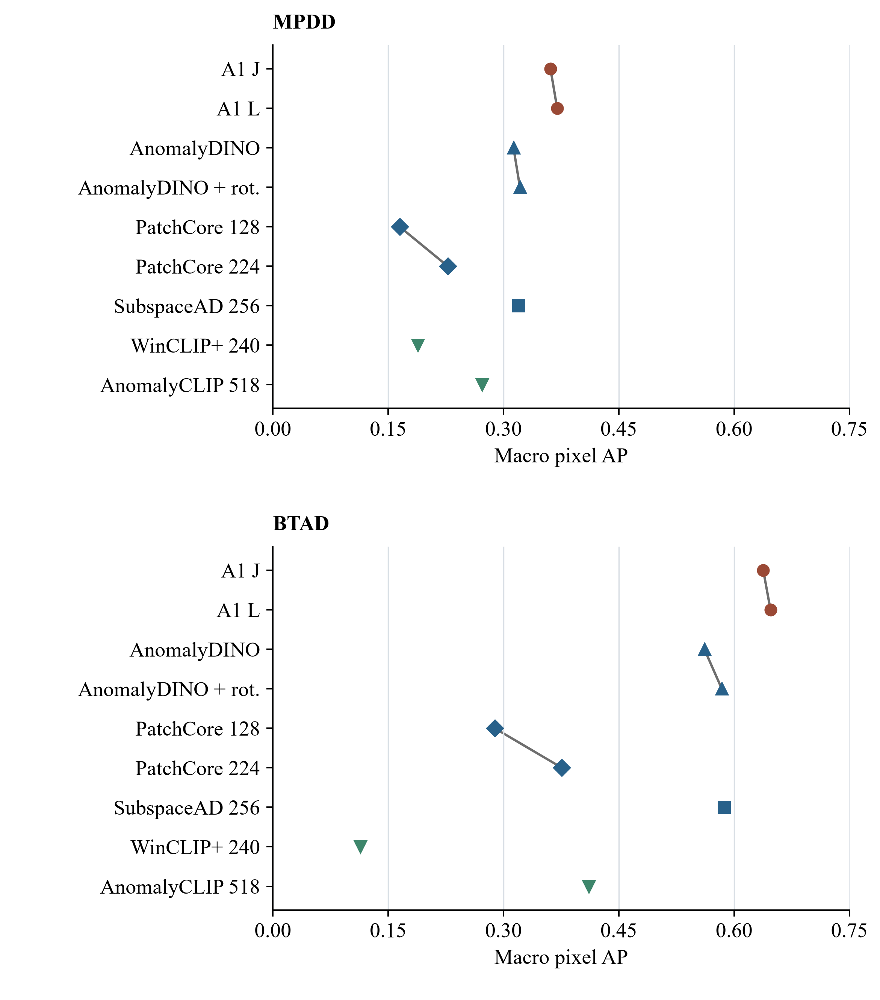 MPDD
A1 J
A1 L
AnomalyDINO
AnomalyDINO + rot.
PatchCore 128
PatchCore 224
SubspaceAD 256
WinCLIP+ 240
AnomalyCLIP 518
0.00 0.15 0.30 0.45 0.60 0.75
Macro pixel AP
BTAD
A1 J
A1 L
AnomalyDINO
AnomalyDINO + rot.
PatchCore 128
PatchCore 224
SubspaceAD 256
WinCLIP+ 240
AnomalyCLIP 518
0.00 0.15 0.30 0.45 0.60 0.75
Macro pixel AP